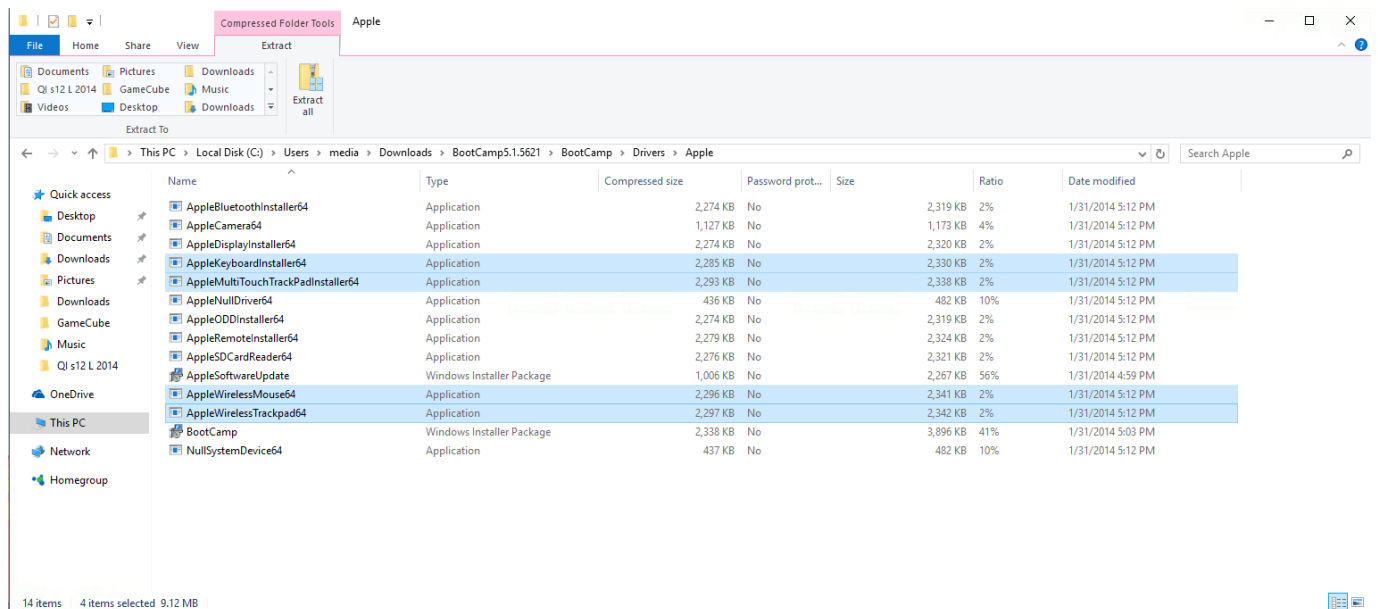 Compressed Folder Tools Apple
File Home Share View Extract
Documents Pictures Downloads
QI s12 L 2014 GameCube Music
Videos Desktop Downloads
Extract all
Extract To
This PC > Local Disk (C:) > Users > media > Downloads > BootCamp5.1.5621 > BootCamp > Drivers > Apple
Search Apple
Quick access
Desktop
Documents
Downloads
Pictures
Downloads
GameCube
Music
QI s12 L 2014
OneDrive
This PC
Network
Homegroup
Name Type Compressed size Password prot... Size Ratio Date modified
AppleBluetoothInstaller64 Application 2,274 KB No 2,319 KB 2% 1/31/2014 5:12 PM
AppleCamera64 Application 1,127 KB No 1,173 KB 4% 1/31/2014 5:12 PM
AppleDisplayInstaller64 Application 2,274 KB No 2,320 KB 2% 1/31/2014 5:12 PM
AppleKeyboardInstaller64 Application 2,285 KB No 2,330 KB 2% 1/31/2014 5:12 PM
AppleMultiTouchTrackPadInstaller64 Application 2,293 KB No 2,338 KB 2% 1/31/2014 5:12 PM
AppleNullDriver64 Application 436 KB No 482 KB 10% 1/31/2014 5:12 PM
AppleODDInstaller64 Application 2,274 KB No 2,319 KB 2% 1/31/2014 5:12 PM
AppleRemoteInstaller64 Application 2,279 KB No 2,324 KB 2% 1/31/2014 5:12 PM
AppleSDCardReader64 Application 2,276 KB No 2,321 KB 2% 1/31/2014 5:12 PM
AppleSoftwareUpdate Windows Installer Package 1,006 KB No 2,267 KB 56% 1/31/2014 4:59 PM
AppleWirelessMouse64 Application 2,296 KB No 2,341 KB 2% 1/31/2014 5:12 PM
AppleWirelessTrackpad64 Application 2,297 KB No 2,342 KB 2% 1/31/2014 5:12 PM
BootCamp Windows Installer Package 2,338 KB No 3,896 KB 41% 1/31/2014 5:03 PM
NullSystemDevice64 Application 437 KB No 482 KB 10% 1/31/2014 5:12 PM
14 items 4 items selected 9.12 MB